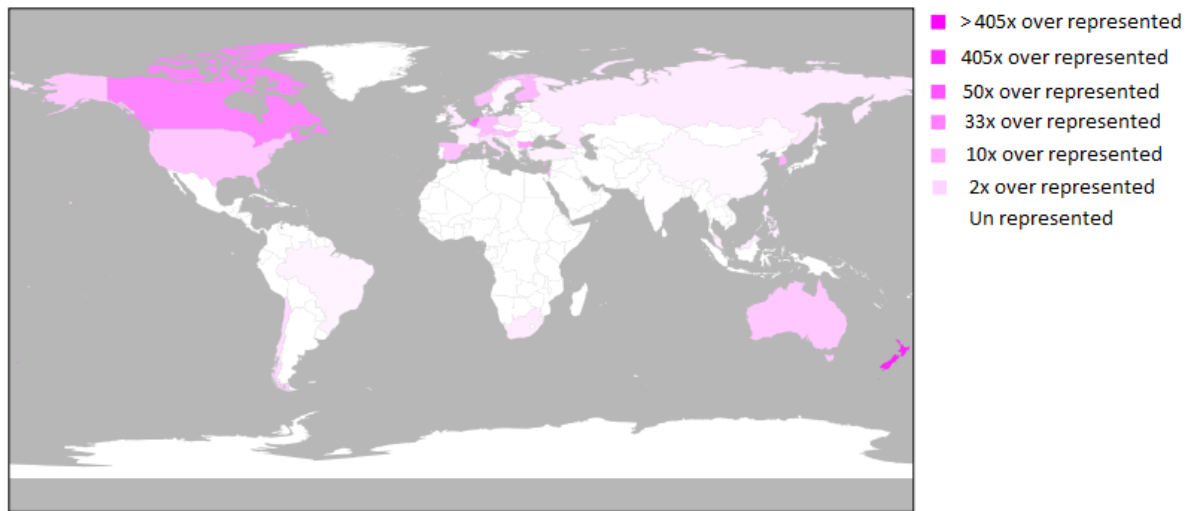 > 405x over represented
405x over represented
50x over represented
33x over represented
10x over represented
2x over represented
Un represented